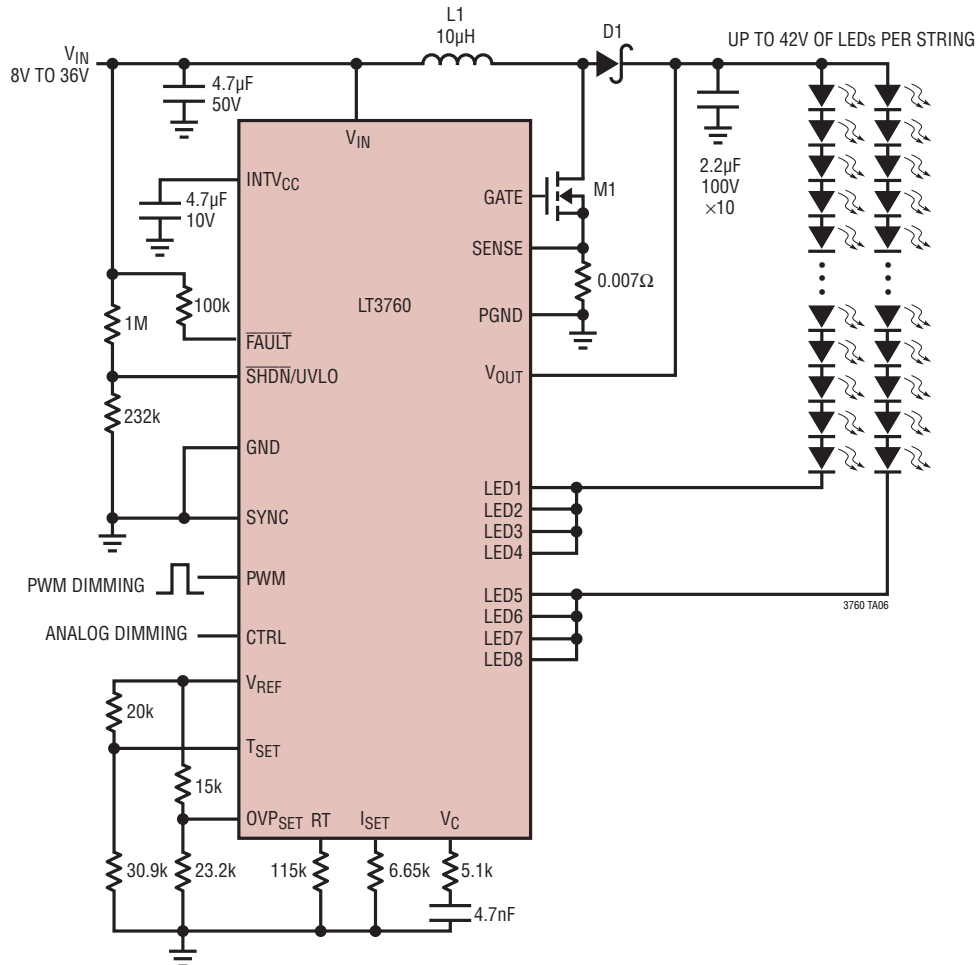 L1
10µH
D1
UP TO 42V OF LEDs PER STRING
VIN
8V TO 36V
4.7µF
50V
VIN
2.2µF
100V
×10
INTVCC
4.7µF
10V
GATE
M1
SENSE
0.007Ω
LT3760
PGND
100k
1M
FAULT
VOUT
SHDN/UVLO
232k
GND
LED1
LED2
LED3
LED4
SYNC
PWM DIMMING
PWM
LED5
LED6
LED7
LED8
3760 TA06
ANALOG DIMMING
CTRL
VREF
20k
TSET
15k
OVPSET
RT
ISET
VC
30.9k
23.2k
115k
6.65k
5.1k
4.7nF